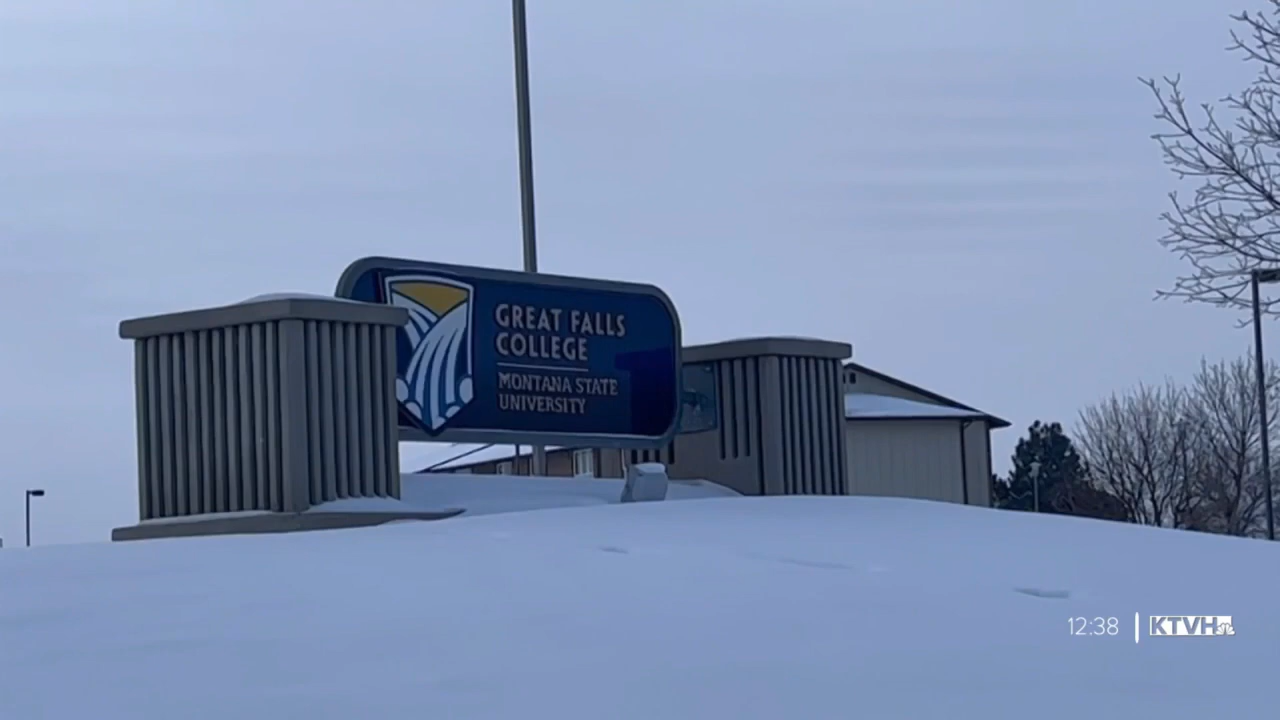 GREAT FALLS
COLLEGE
MONTANA STATE
UNIVERSITY
12:38 KTVH